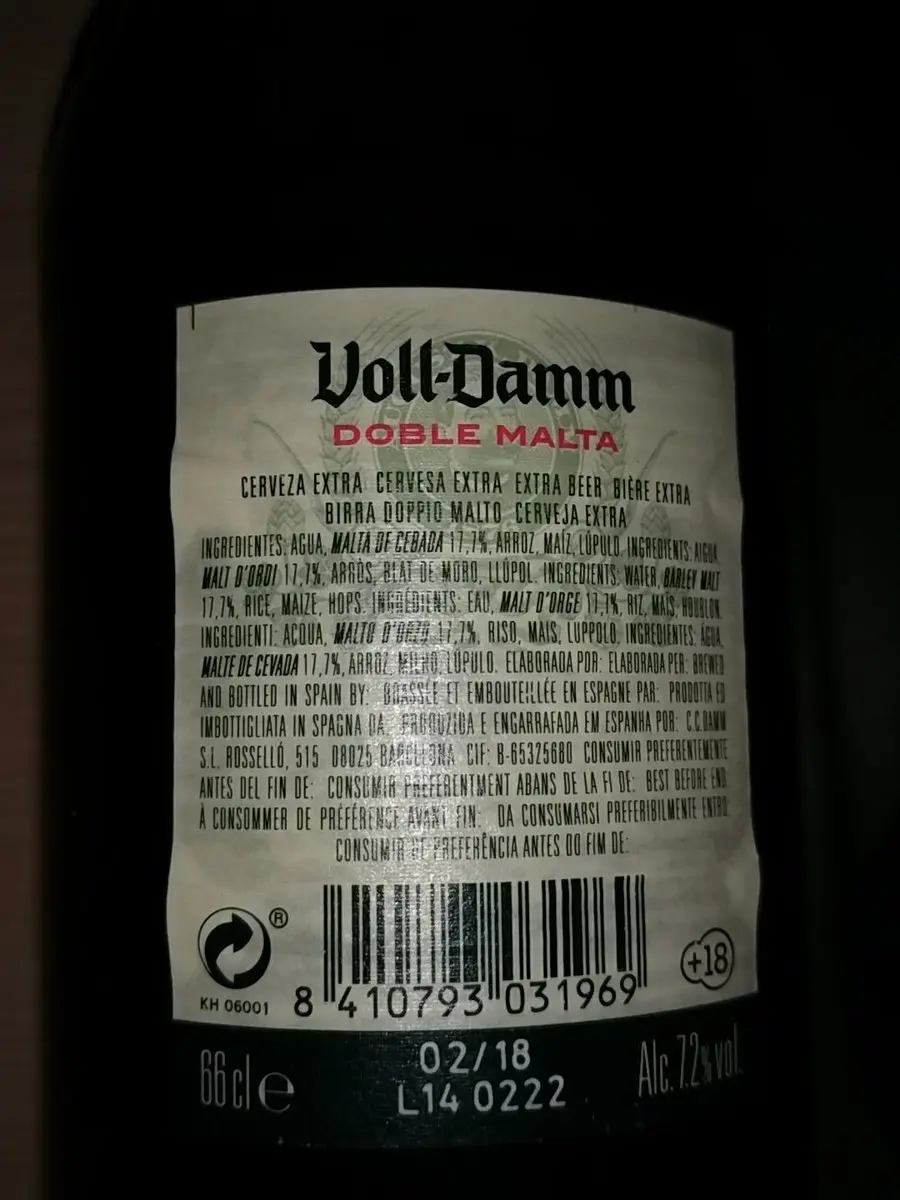 Voll-Damm
DOBLE MALTA
CERVEZA EXTRA CERVESA EXTRA EXTRA BEER BIÈRE EXTRA
BIRRA DOPPIO MALTO CERVEJA EXTRA
INGREDIENTES: AGUA, MALTA DE CEBADA 17,7%, ARROZ, MAÍZ, LÚPULO. INGREDIENTS: AIGUA,
MALT D'ORDI 17,7%, ARRÒS, BLAT DE MORO, LLÚPOL. INGREDIENTS: WATER, BARLEY MALT
17,7%, RICE, MAIZE, HOPS. INGRÉDIENTS: EAU, MALT D'ORGE 17,7%, RIZ, MAÏS, HOUBLON.
INGREDIENTI: ACQUA, MALTO D'ORZO 17,7%, RISO, MAIS, LUPPOLO. INGREDIENTES: ÁGUA,
MALTE DE CEVADA 17,7%, ARROZ, MILHO, LÚPULO. ELABORADA POR: ELABORADA PER: BREWED
AND BOTTLED IN SPAIN BY: BRASSÉE ET EMBOUTEILLÉE EN ESPAGNE PAR: PRODOTTA ED
IMBOTTIGLIATA IN SPAGNA DA: PRODUZIDA E ENGARRAFADA EM ESPANHA POR: C.C.DAMM
S.L. ROSSELLÓ, 515 08025 BARCELONA CIF: B-65325680 CONSUMIR PREFERENTEMENTE
ANTES DEL FIN DE: CONSUMIR PREFERENTMENT ABANS DE LA FI DE: BEST BEFORE END:
À CONSOMMER DE PRÉFÉRENCE AVANT FIN: DA CONSUMARSI PREFERIBILMENTE ENTRO:
CONSUMIR DE PREFERÊNCIA ANTES DO FIM DE:
®
KH 06001
8 410793 031969
+18
66 cl e
02/18
L14 0222
Alc. 7.2% vol.